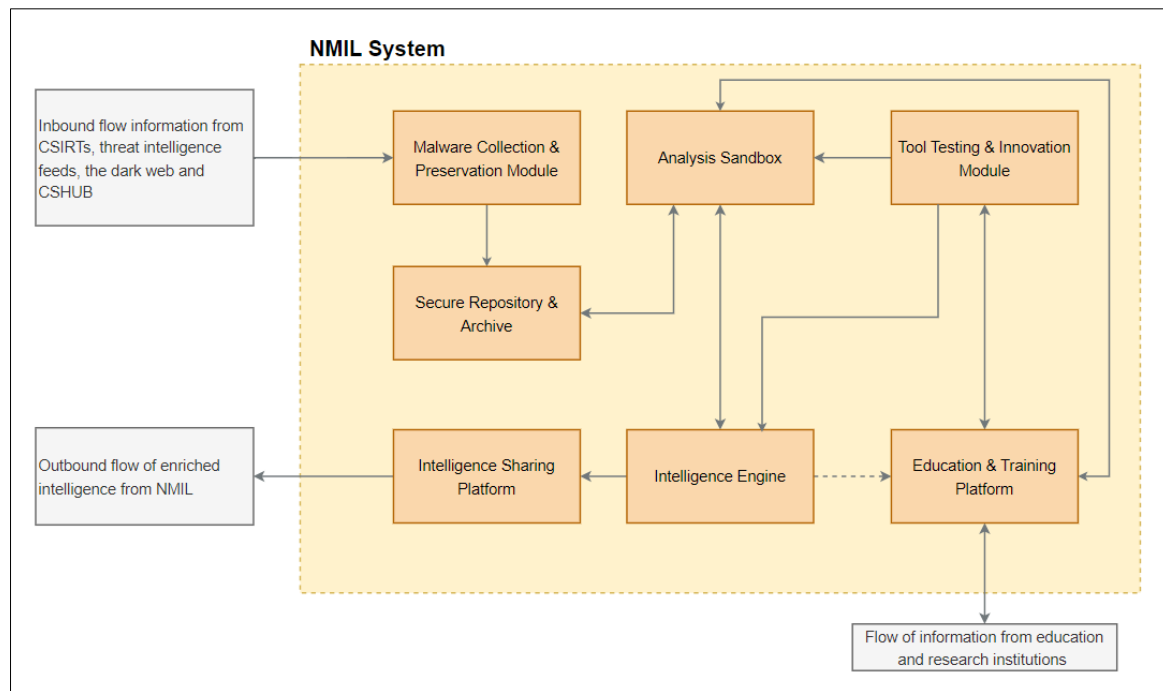 NMIL System
Inbound flow information from
CSIRTs, threat intelligence
feeds, the dark web and
CSHUB
Malware Collection &
Preservation Module
Analysis Sandbox
Tool Testing & Innovation
Module
Secure Repository &
Archive
Outbound flow of enriched
intelligence from NMIL
Intelligence Sharing
Platform
Intelligence Engine
Education & Training
Platform
Flow of information from education
and research institutions